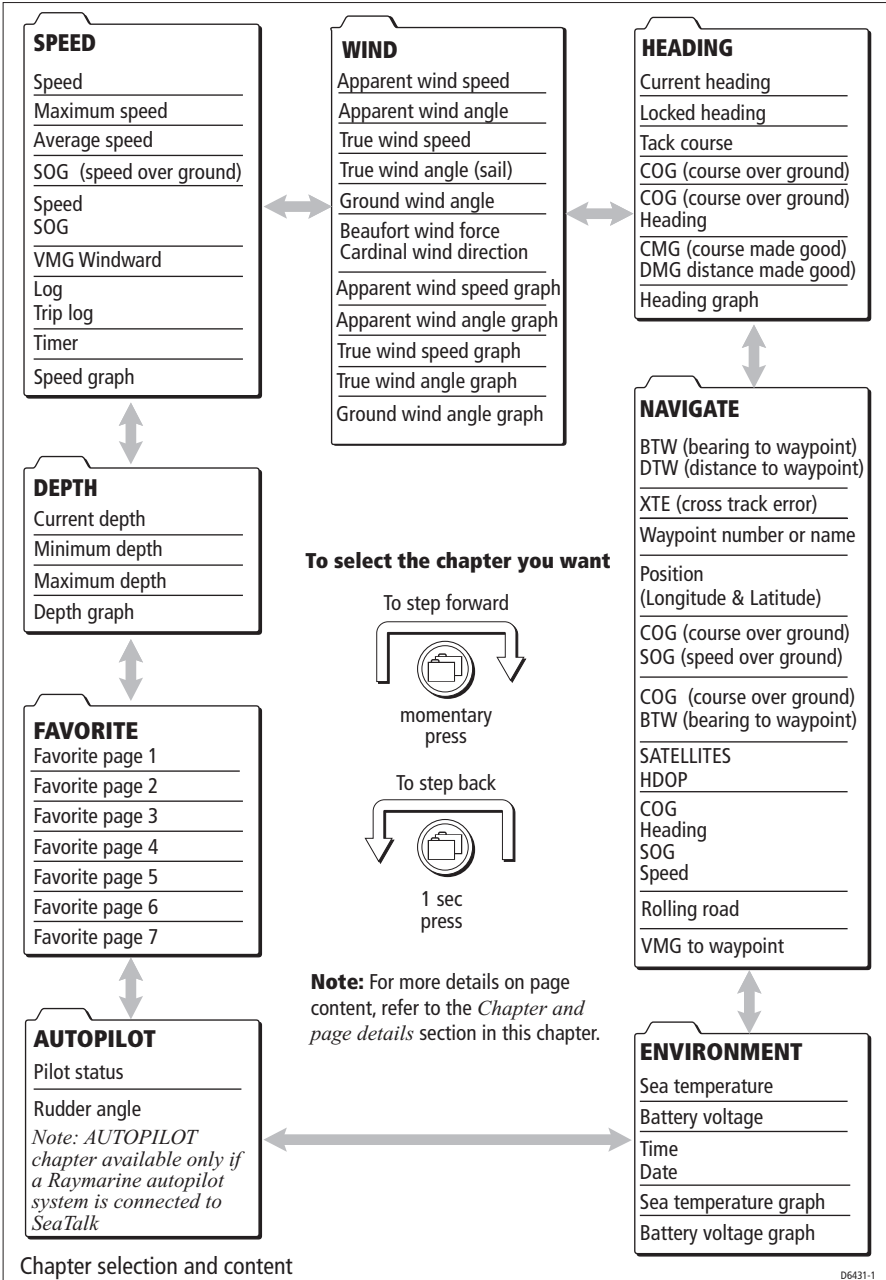 SPEED
Speed
Maximum speed
Average speed
SOG (speed over ground)
Speed
SOG
VMG Windward
Log
Trip log
Timer
Speed graph
WIND
Apparent wind speed
Apparent wind angle
True wind speed
True wind angle (sail)
Ground wind angle
Beaufort wind force
Cardinal wind direction
Apparent wind speed graph
Apparent wind angle graph
True wind speed graph
True wind angle graph
Ground wind angle graph
HEADING
Current heading
Locked heading
Tack course
COG (course over ground)
COG (course over ground)
Heading
CMG (course made good)
DMG distance made good)
Heading graph
DEPTH
Current depth
Minimum depth
Maximum depth
Depth graph
FAVORITE
Favorite page 1
Favorite page 2
Favorite page 3
Favorite page 4
Favorite page 5
Favorite page 6
Favorite page 7
AUTOPILOT
Pilot status
Rudder angle
Note: AUTOPILOT
chapter available only if
a Raymarine autopilot
system is connected to
SeaTalk
To select the chapter you want
To step forward
momentary
press
To step back
1 sec
press
Note: For more details on page
content, refer to the Chapter and
page details section in this chapter.
NAVIGATE
BTW (bearing to waypoint)
DTW (distance to waypoint)
XTE (cross track error)
Waypoint number or name
Position
(Longitude & Latitude)
COG (course over ground)
SOG (speed over ground)
COG (course over ground)
BTW (bearing to waypoint)
SATELLITES
HDOP
COG
Heading
SOG
Speed
Rolling road
VMG to waypoint
ENVIRONMENT
Sea temperature
Battery voltage
Time
Date
Sea temperature graph
Battery voltage graph
Chapter selection and content
D6431-1